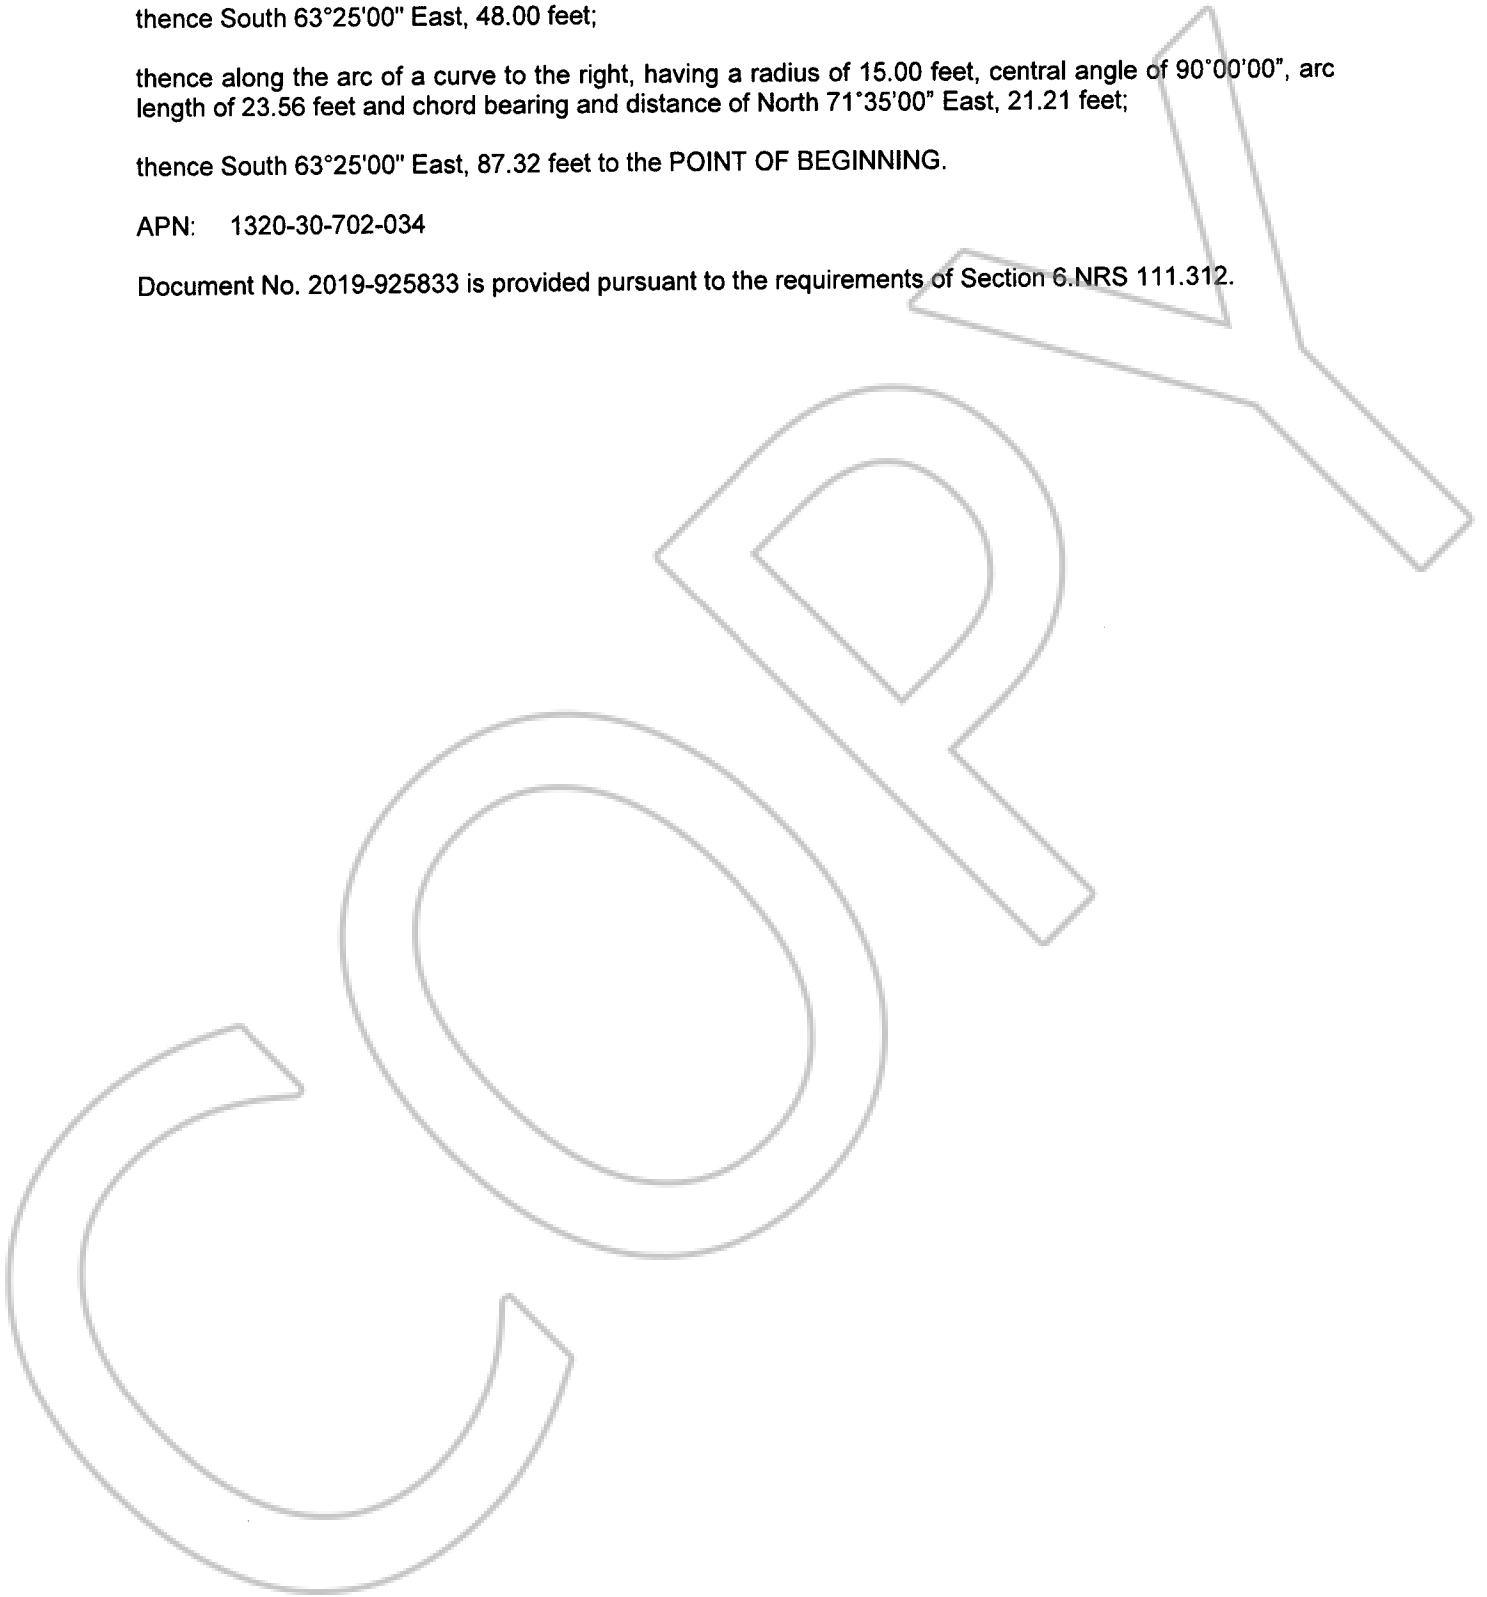 thence South 63°25'00" East, 48.00 feet;
thence along the arc of a curve to the right, having a radius of 15.00 feet, central angle of 90°00'00", arc
length of 23.56 feet and chord bearing and distance of North 71°35'00" East, 21.21 feet;
thence South 63°25'00" East, 87.32 feet to the POINT OF BEGINNING.
APN: 1320-30-702-034
Document No. 2019-925833 is provided pursuant to the requirements of Section 6.NRS 111.312.
COPY